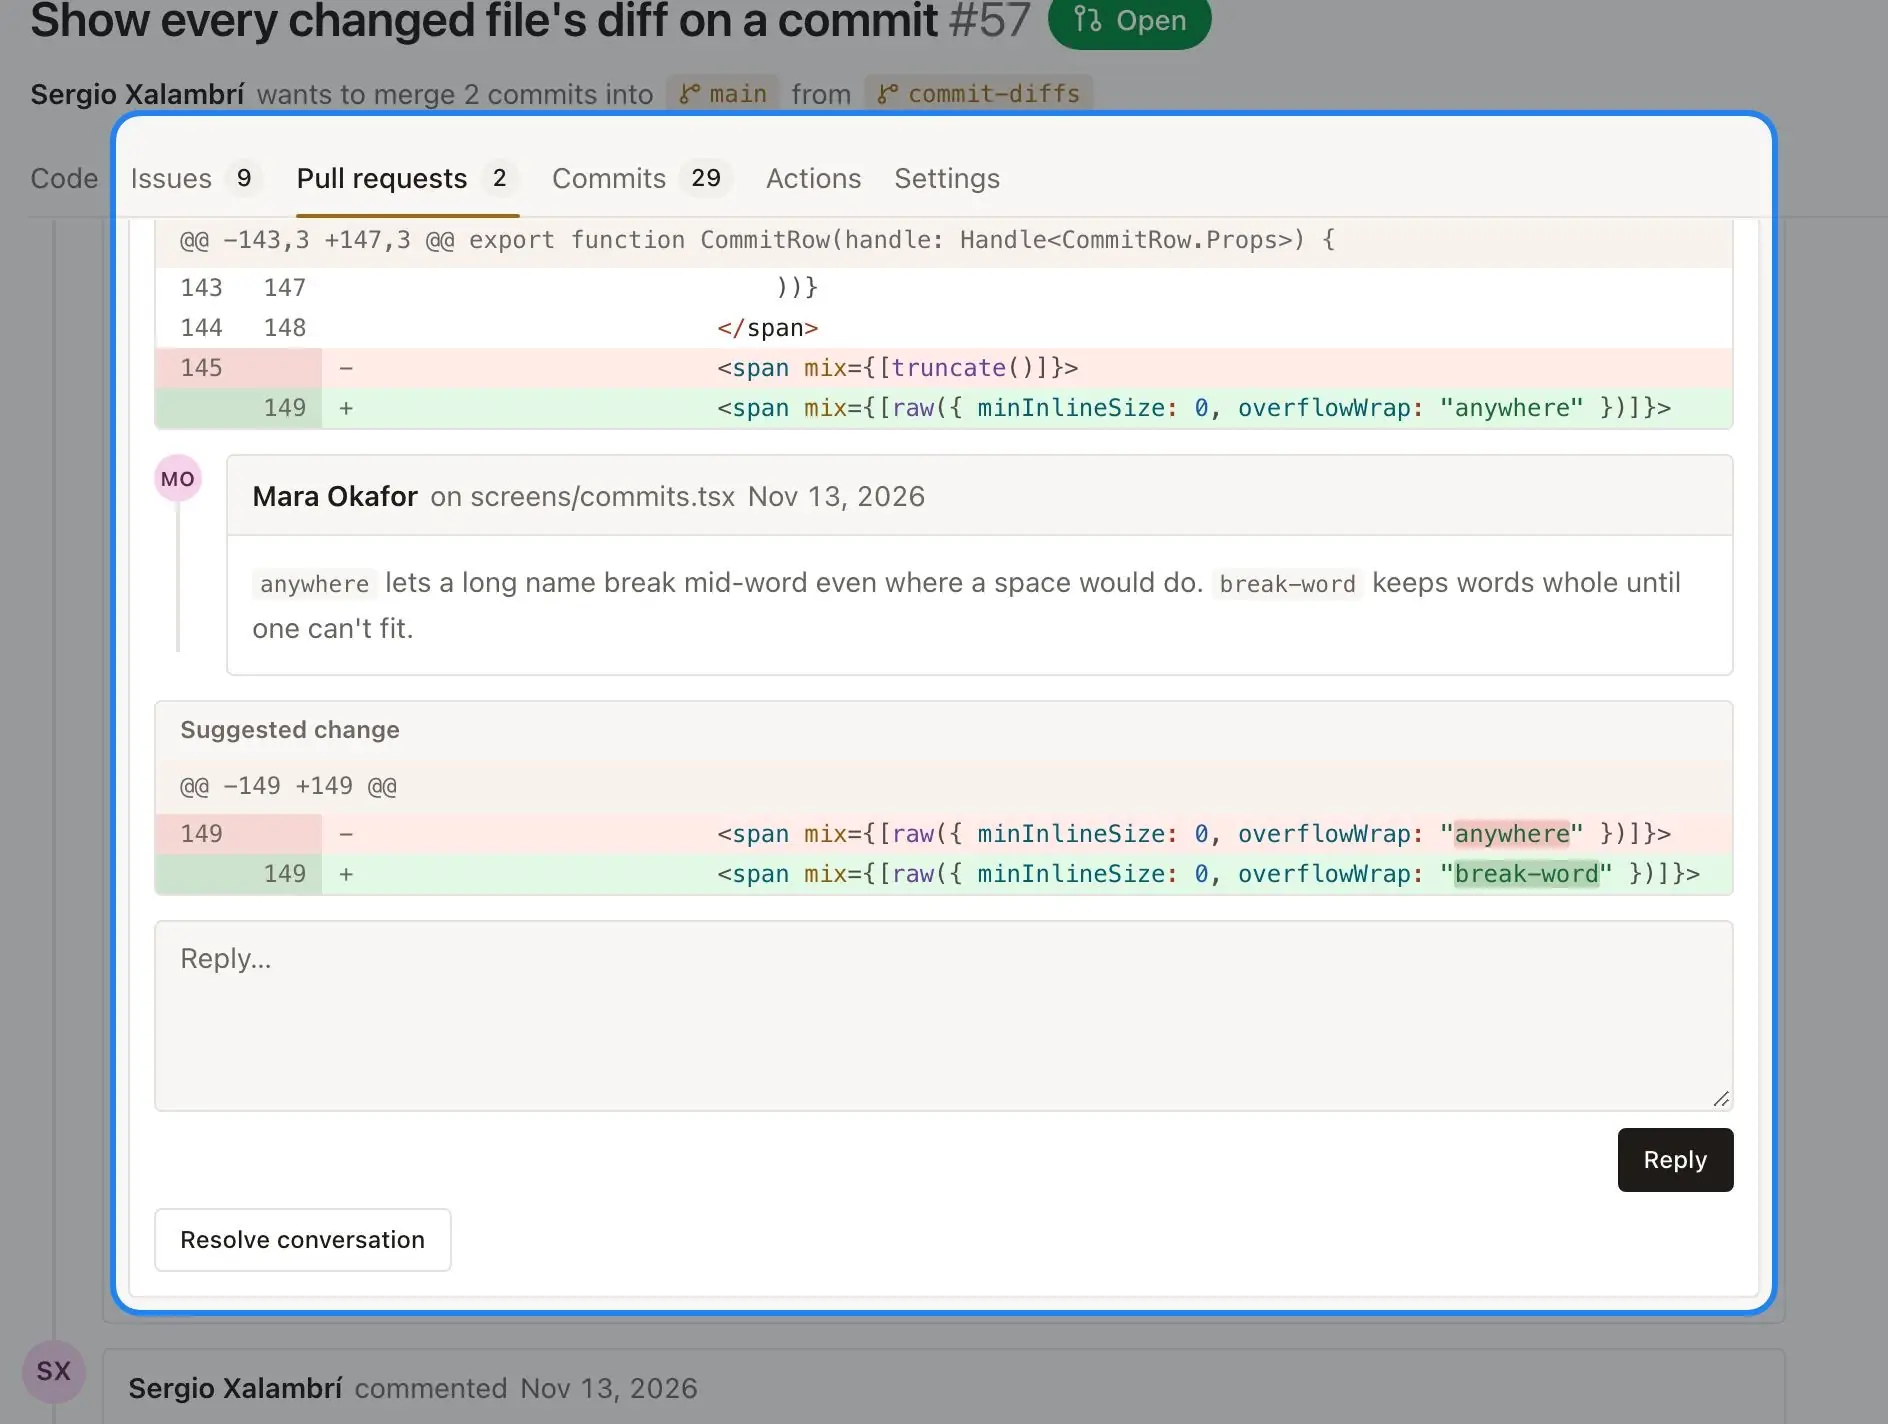 Show every changed file's diff on a commit #57 Open
Sergio Xalambrí wants to merge 2 commits into main from commit-diffs
Code Issues 9 Pull requests 2 Commits 29 Actions Settings
@@ -143,3 +147,3 @@ export function CommitRow(handle: Handle<CommitRow.Props>) {
143 147 ))}
144 148 </span>
145 - <span mix={[truncate()]}>
149 + <span mix={[raw({ minInlineSize: 0, overflowWrap: "anywhere" })]}>
MO
Mara Okafor on screens/commits.tsx Nov 13, 2026
anywhere lets a long name break mid-word even where a space would do. break-word keeps words whole until
one can't fit.
Suggested change
@@ -149 +149 @@
149 - <span mix={[raw({ minInlineSize: 0, overflowWrap: "anywhere" })]}>
149 + <span mix={[raw({ minInlineSize: 0, overflowWrap: "break-word" })]}>
Reply...
Reply
Resolve conversation
SX
Sergio Xalambrí commented Nov 13, 2026